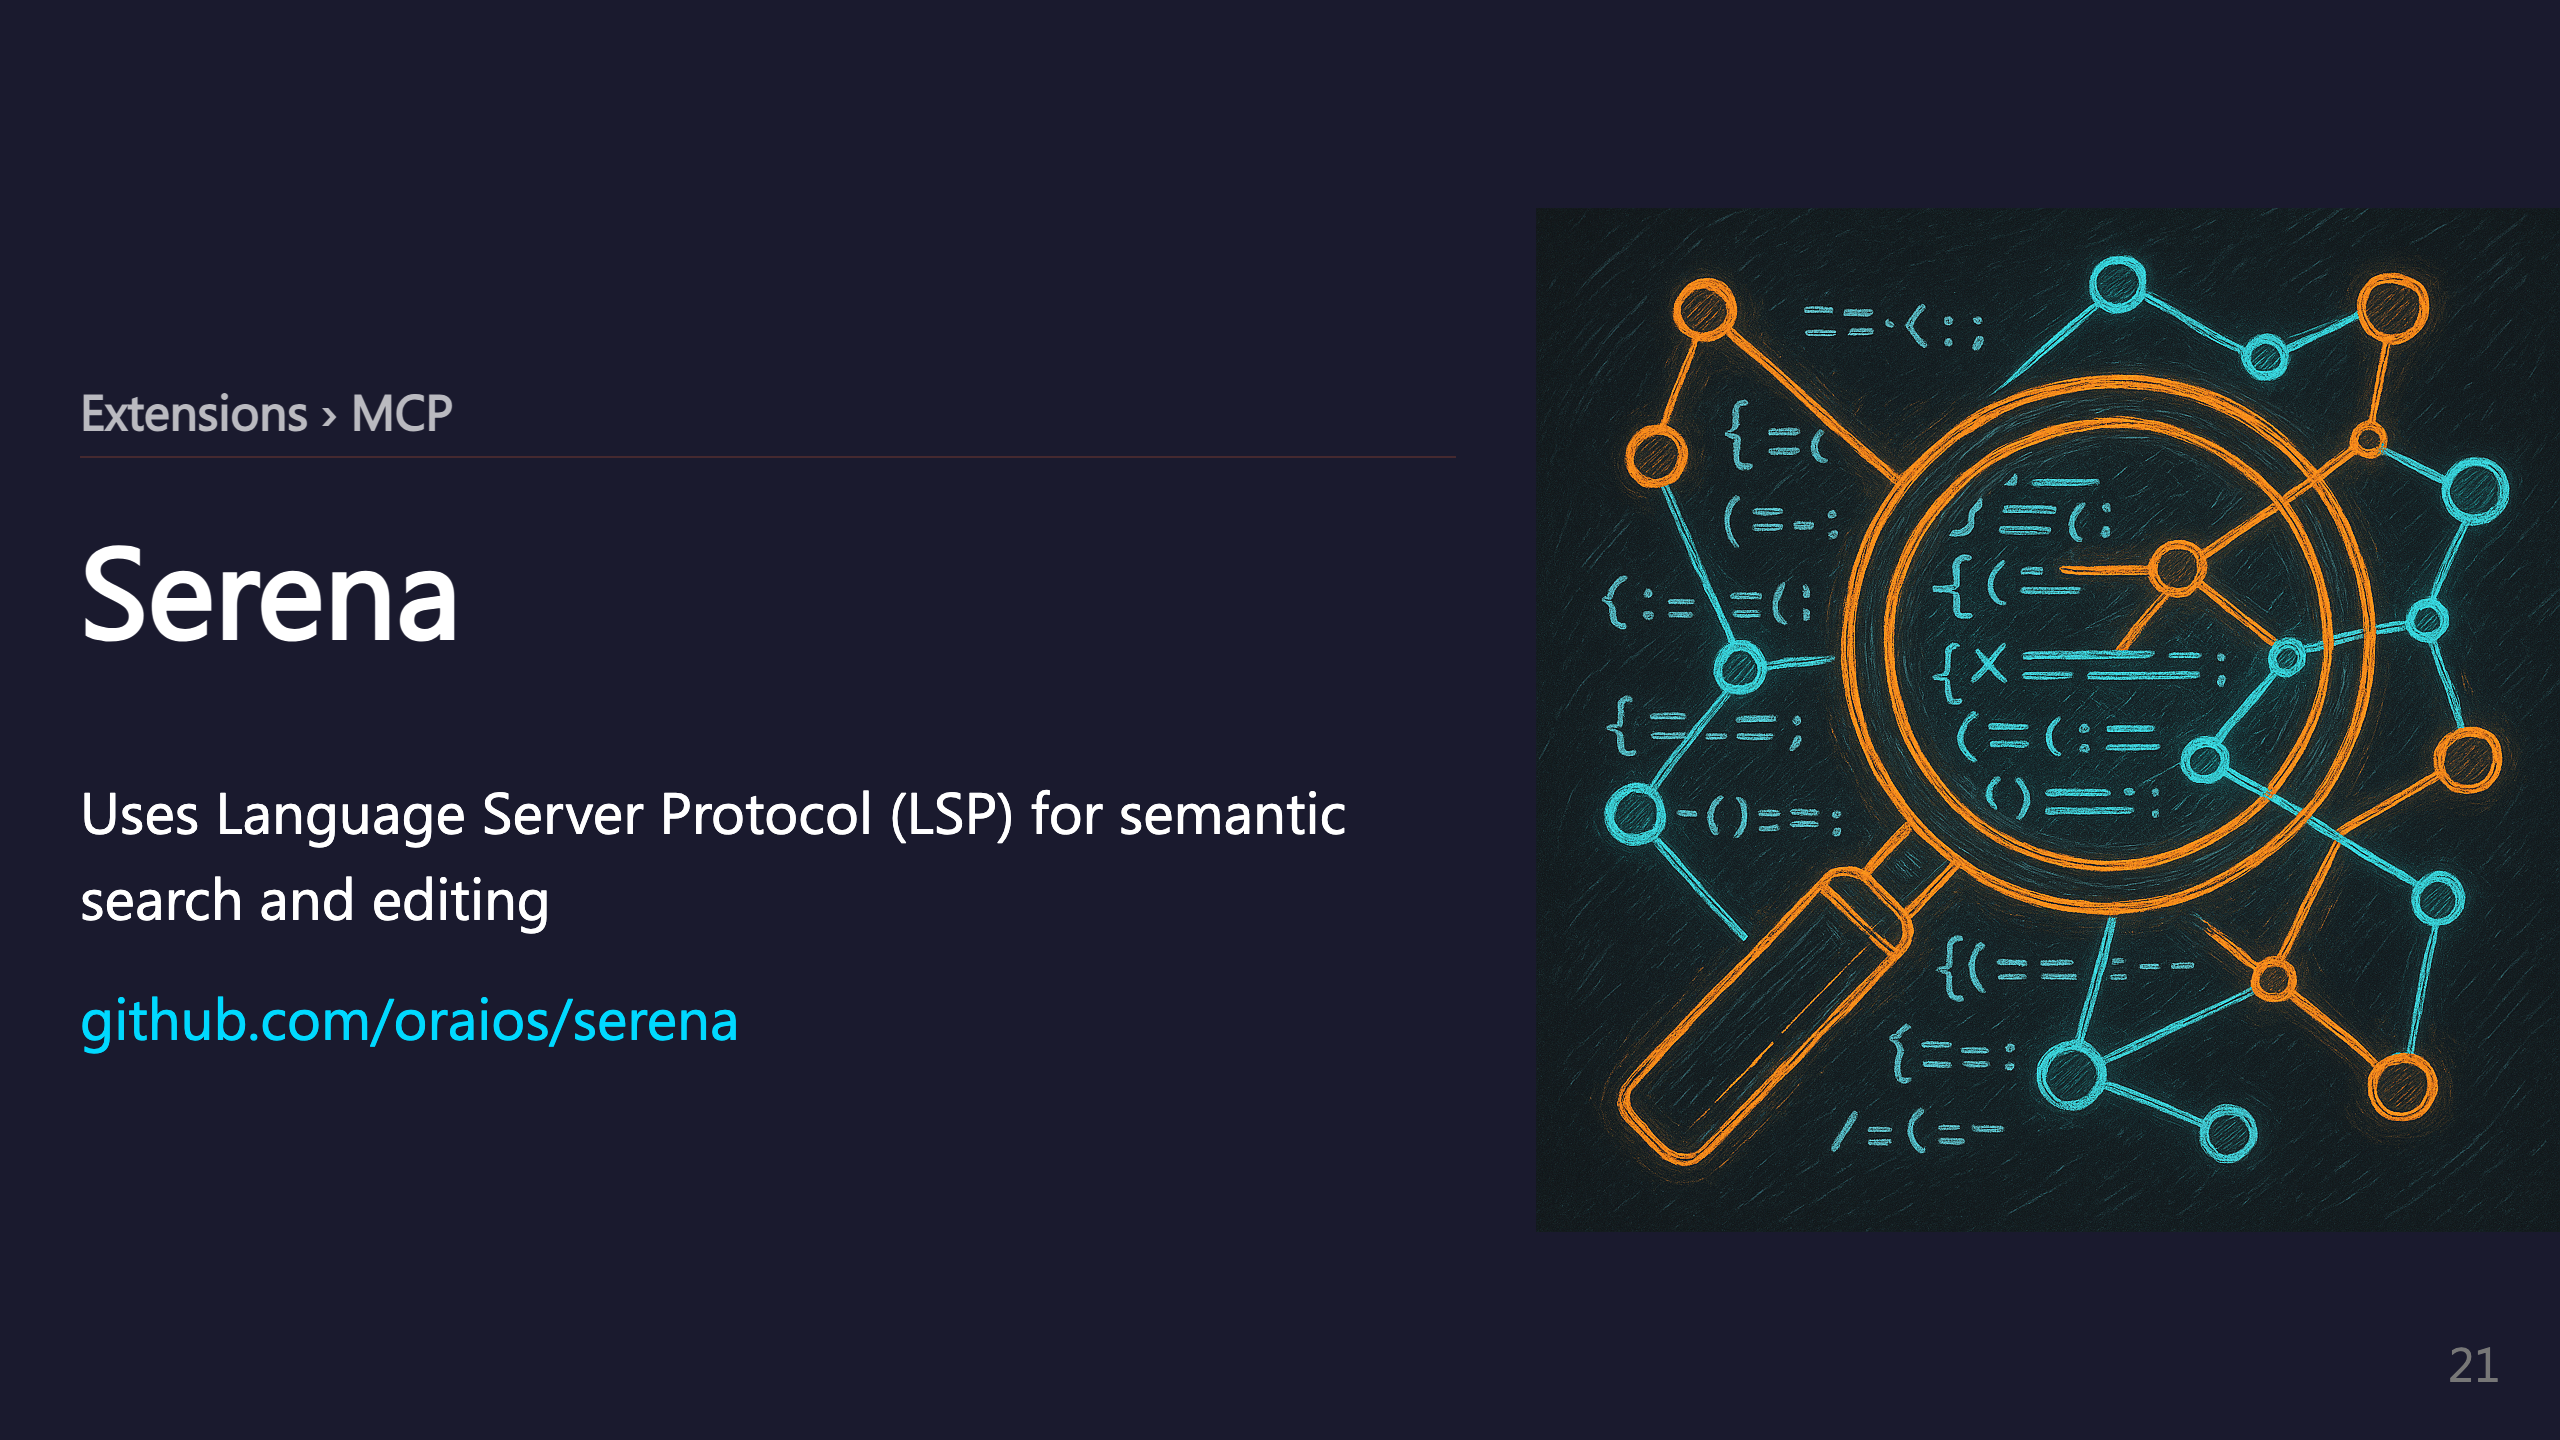 Extensions › MCP
Serena
Uses Language Server Protocol (LSP) for semantic
search and editing
github.com/oraios/serena
21